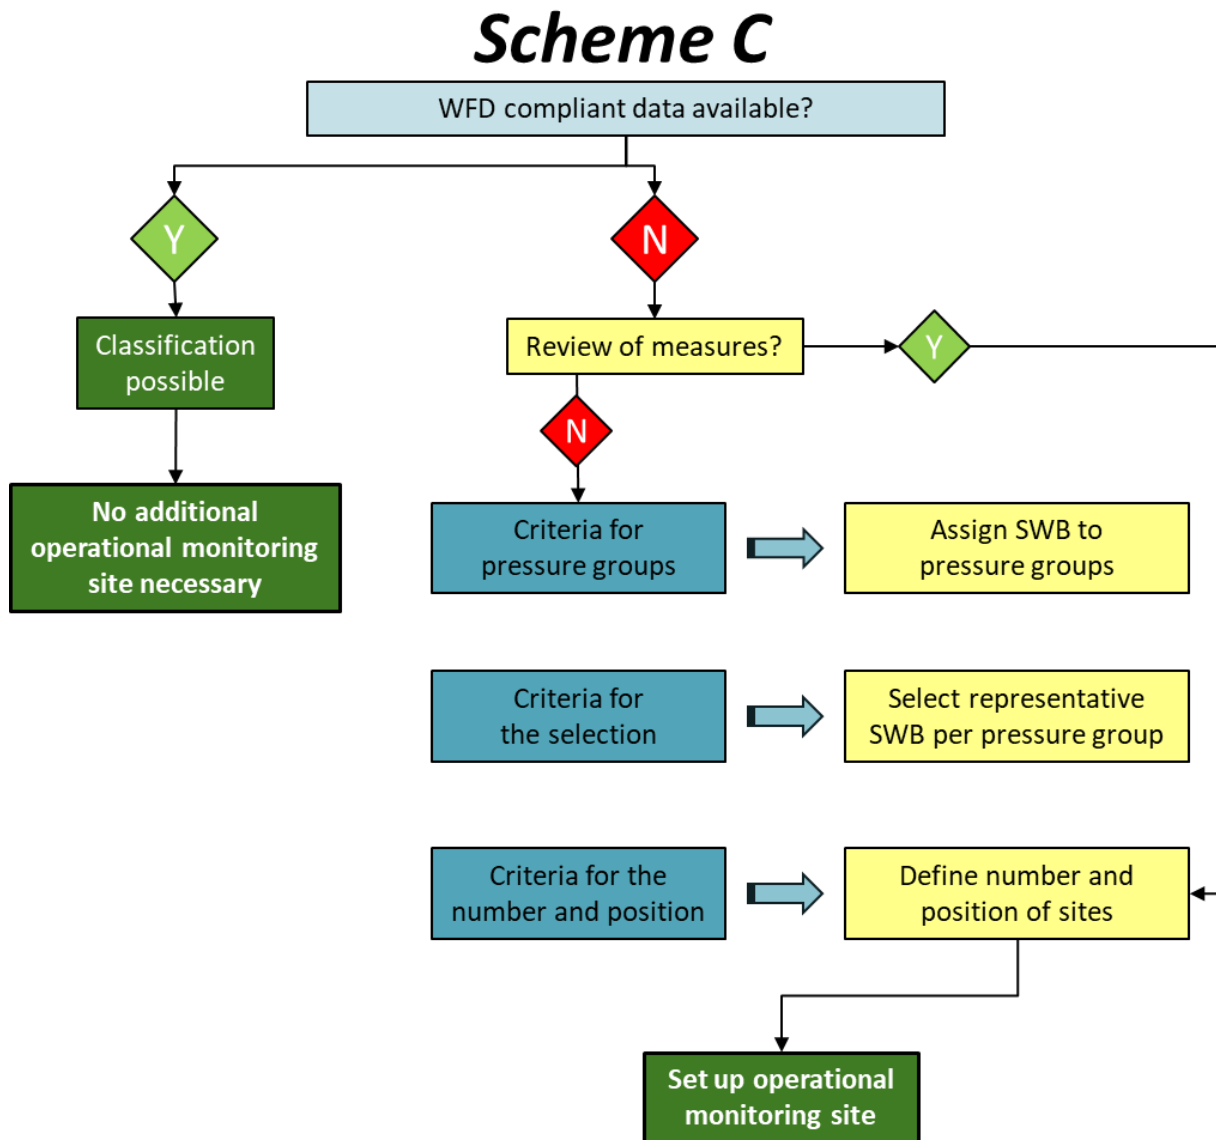 Scheme C
WFD compliant data available?
Y
N
Classification
possible
Review of measures?
Y
N
No additional
operational monitoring
site necessary
Criteria for
pressure groups
Assign SWB to
pressure groups
Criteria for
the selection
Select representative
SWB per pressure group
Criteria for the
number and position
Define number and
position of sites
Set up operational
monitoring site